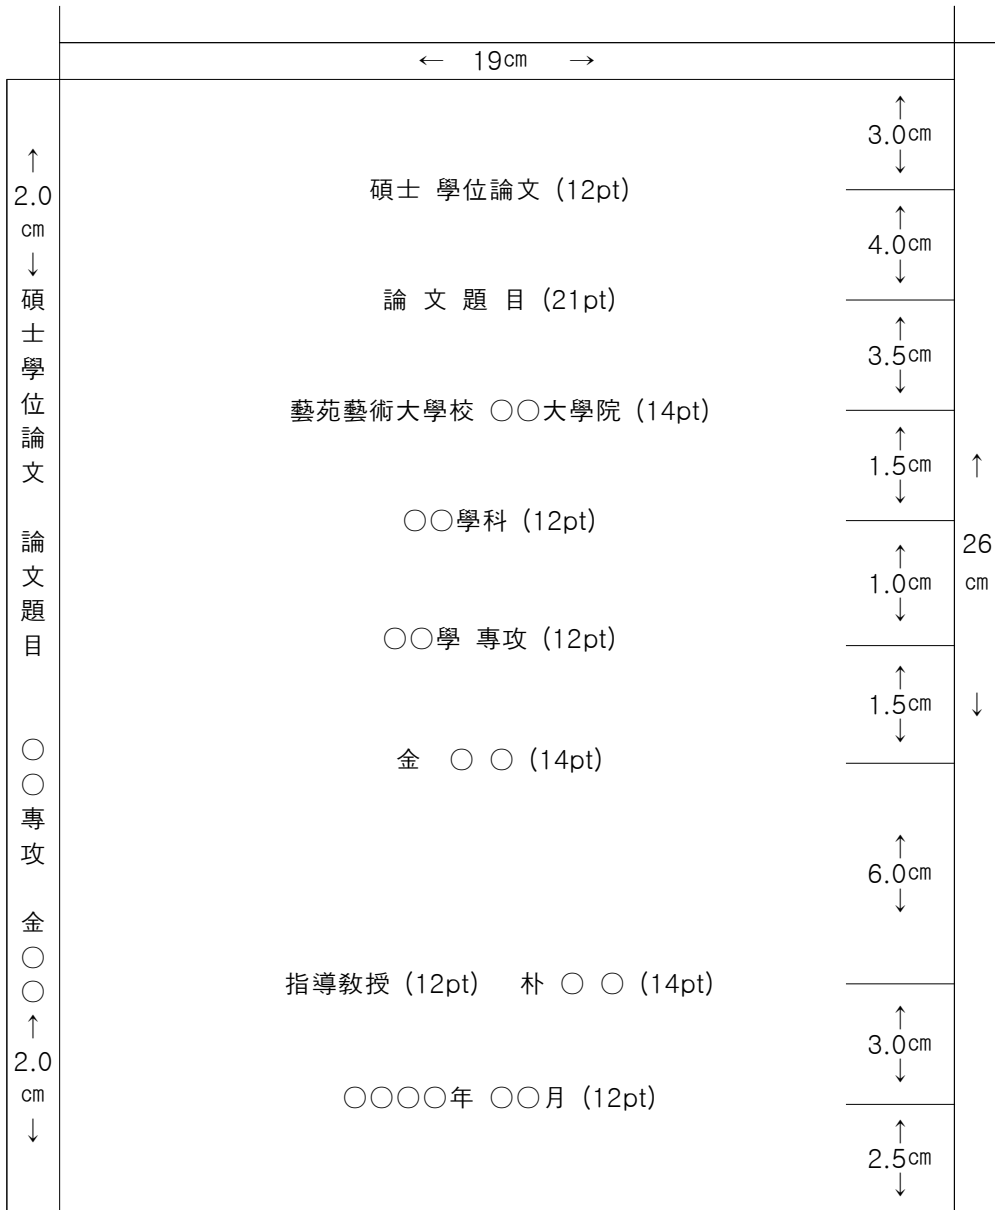 ← 19㎝ →
↑
2.0
㎝
↓
碩
士
學
位
論
文
論
文
題
目
○
○
專
攻
金
○
○
↑
2.0
㎝
↓
碩士 學位論文 (12pt)
論 文 題 目 (21pt)
藝苑藝術大學校 ○○大學院 (14pt)
○○學科 (12pt)
○○學 專攻 (12pt)
金 ○ ○ (14pt)
指導敎授 (12pt) 朴 ○ ○ (14pt)
○○○○年 ○○月 (12pt)
↑
3.0㎝
↓
↑
4.0㎝
↓
↑
3.5㎝
↓
↑
1.5㎝
↓
↑
1.0㎝
↓
↑
1.5㎝
↓
↑
6.0㎝
↓
↑
3.0㎝
↓
↑
2.5㎝
↓
↑
26
㎝
↓